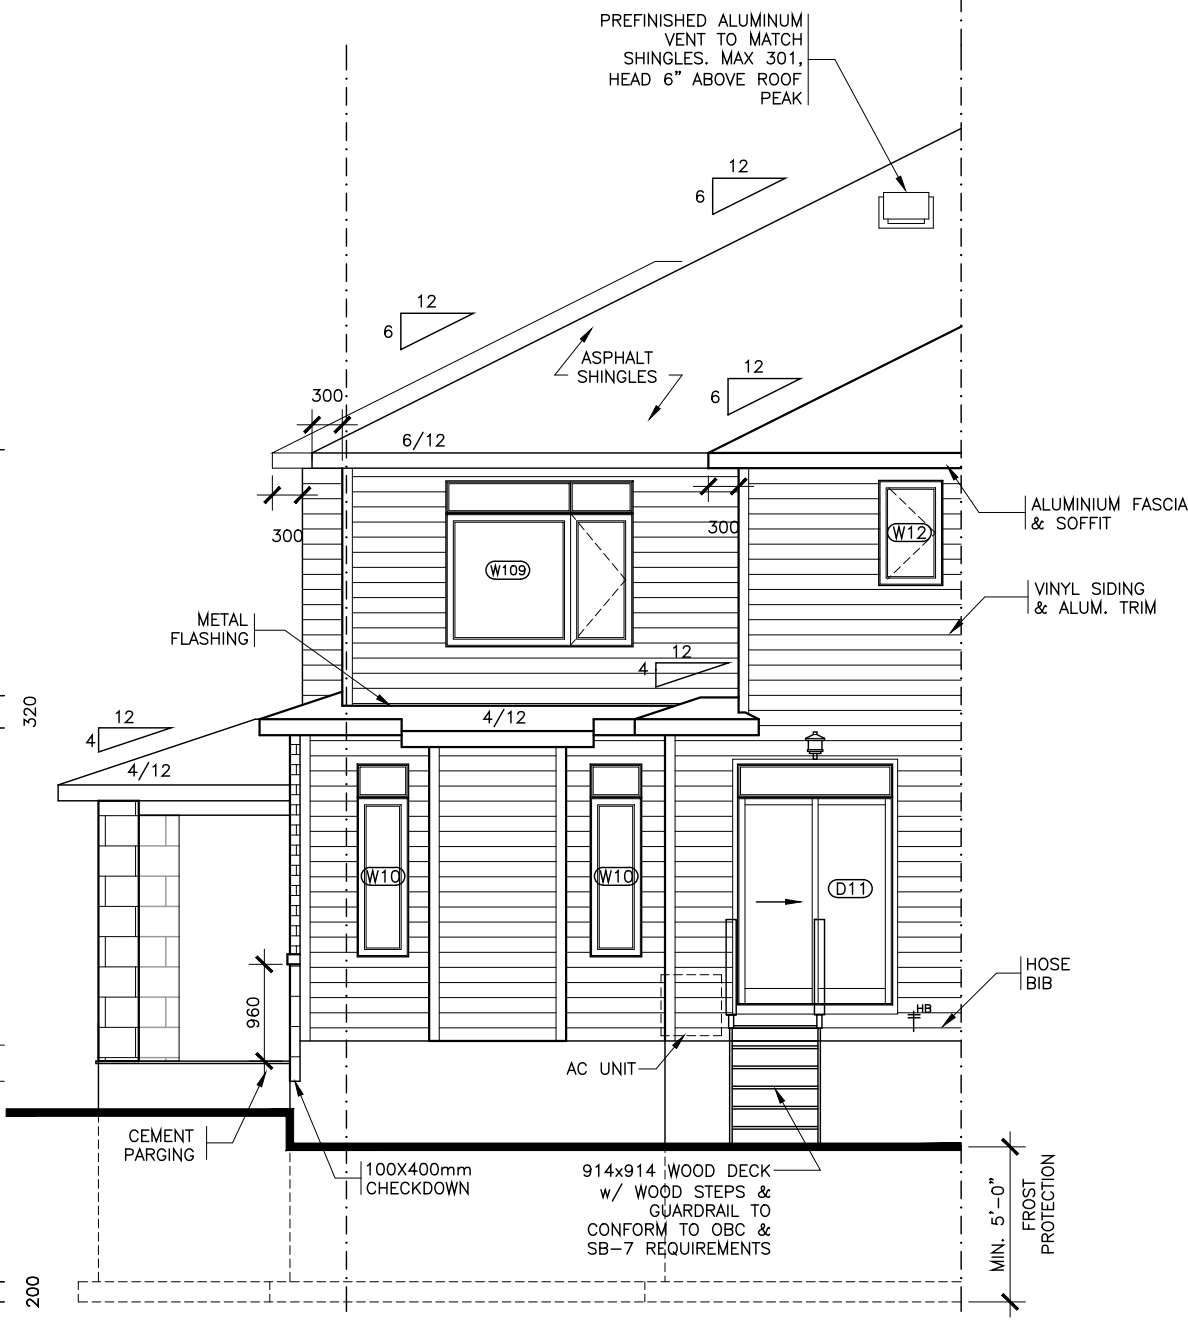 PREFINISHED ALUMINUM
VENT TO MATCH
SHINGLES. MAX 301,
HEAD 6" ABOVE ROOF
PEAK
12
6
12
6
ASPHALT
SHINGLES
12
6
300
6/12
300
300
W109
W12
ALUMINIUM FASCIA
& SOFFIT
VINYL SIDING
& ALUM. TRIM
METAL
FLASHING
12
4
320
12
4
4/12
4/12
W10
W10
D11
HOSE
BIB
HB
960
AC UNIT
CEMENT
PARGING
100X400mm
CHECKDOWN
914x914 WOOD DECK
w/ WOOD STEPS &
GUARDRAIL TO
CONFORM TO OBC &
SB-7 REQUIREMENTS
MIN. 5'-0"
FROST
PROTECTION
200